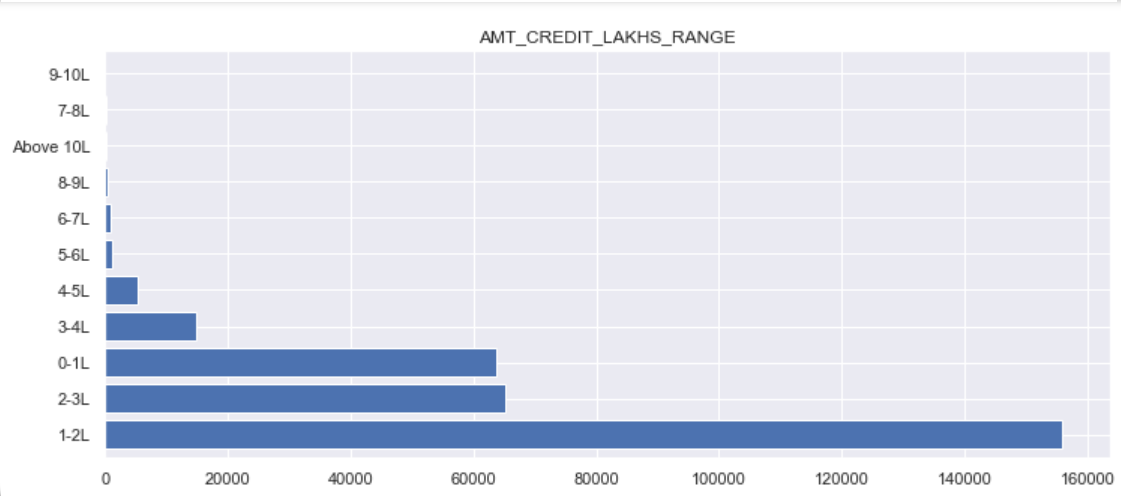 AMT_CREDIT_LAKHS_RANGE
9-10L
7-8L
Above 10L
8-9L
6-7L
5-6L
4-5L
3-4L
0-1L
2-3L
1-2L
0 20000 40000 60000 80000 100000 120000 140000 160000